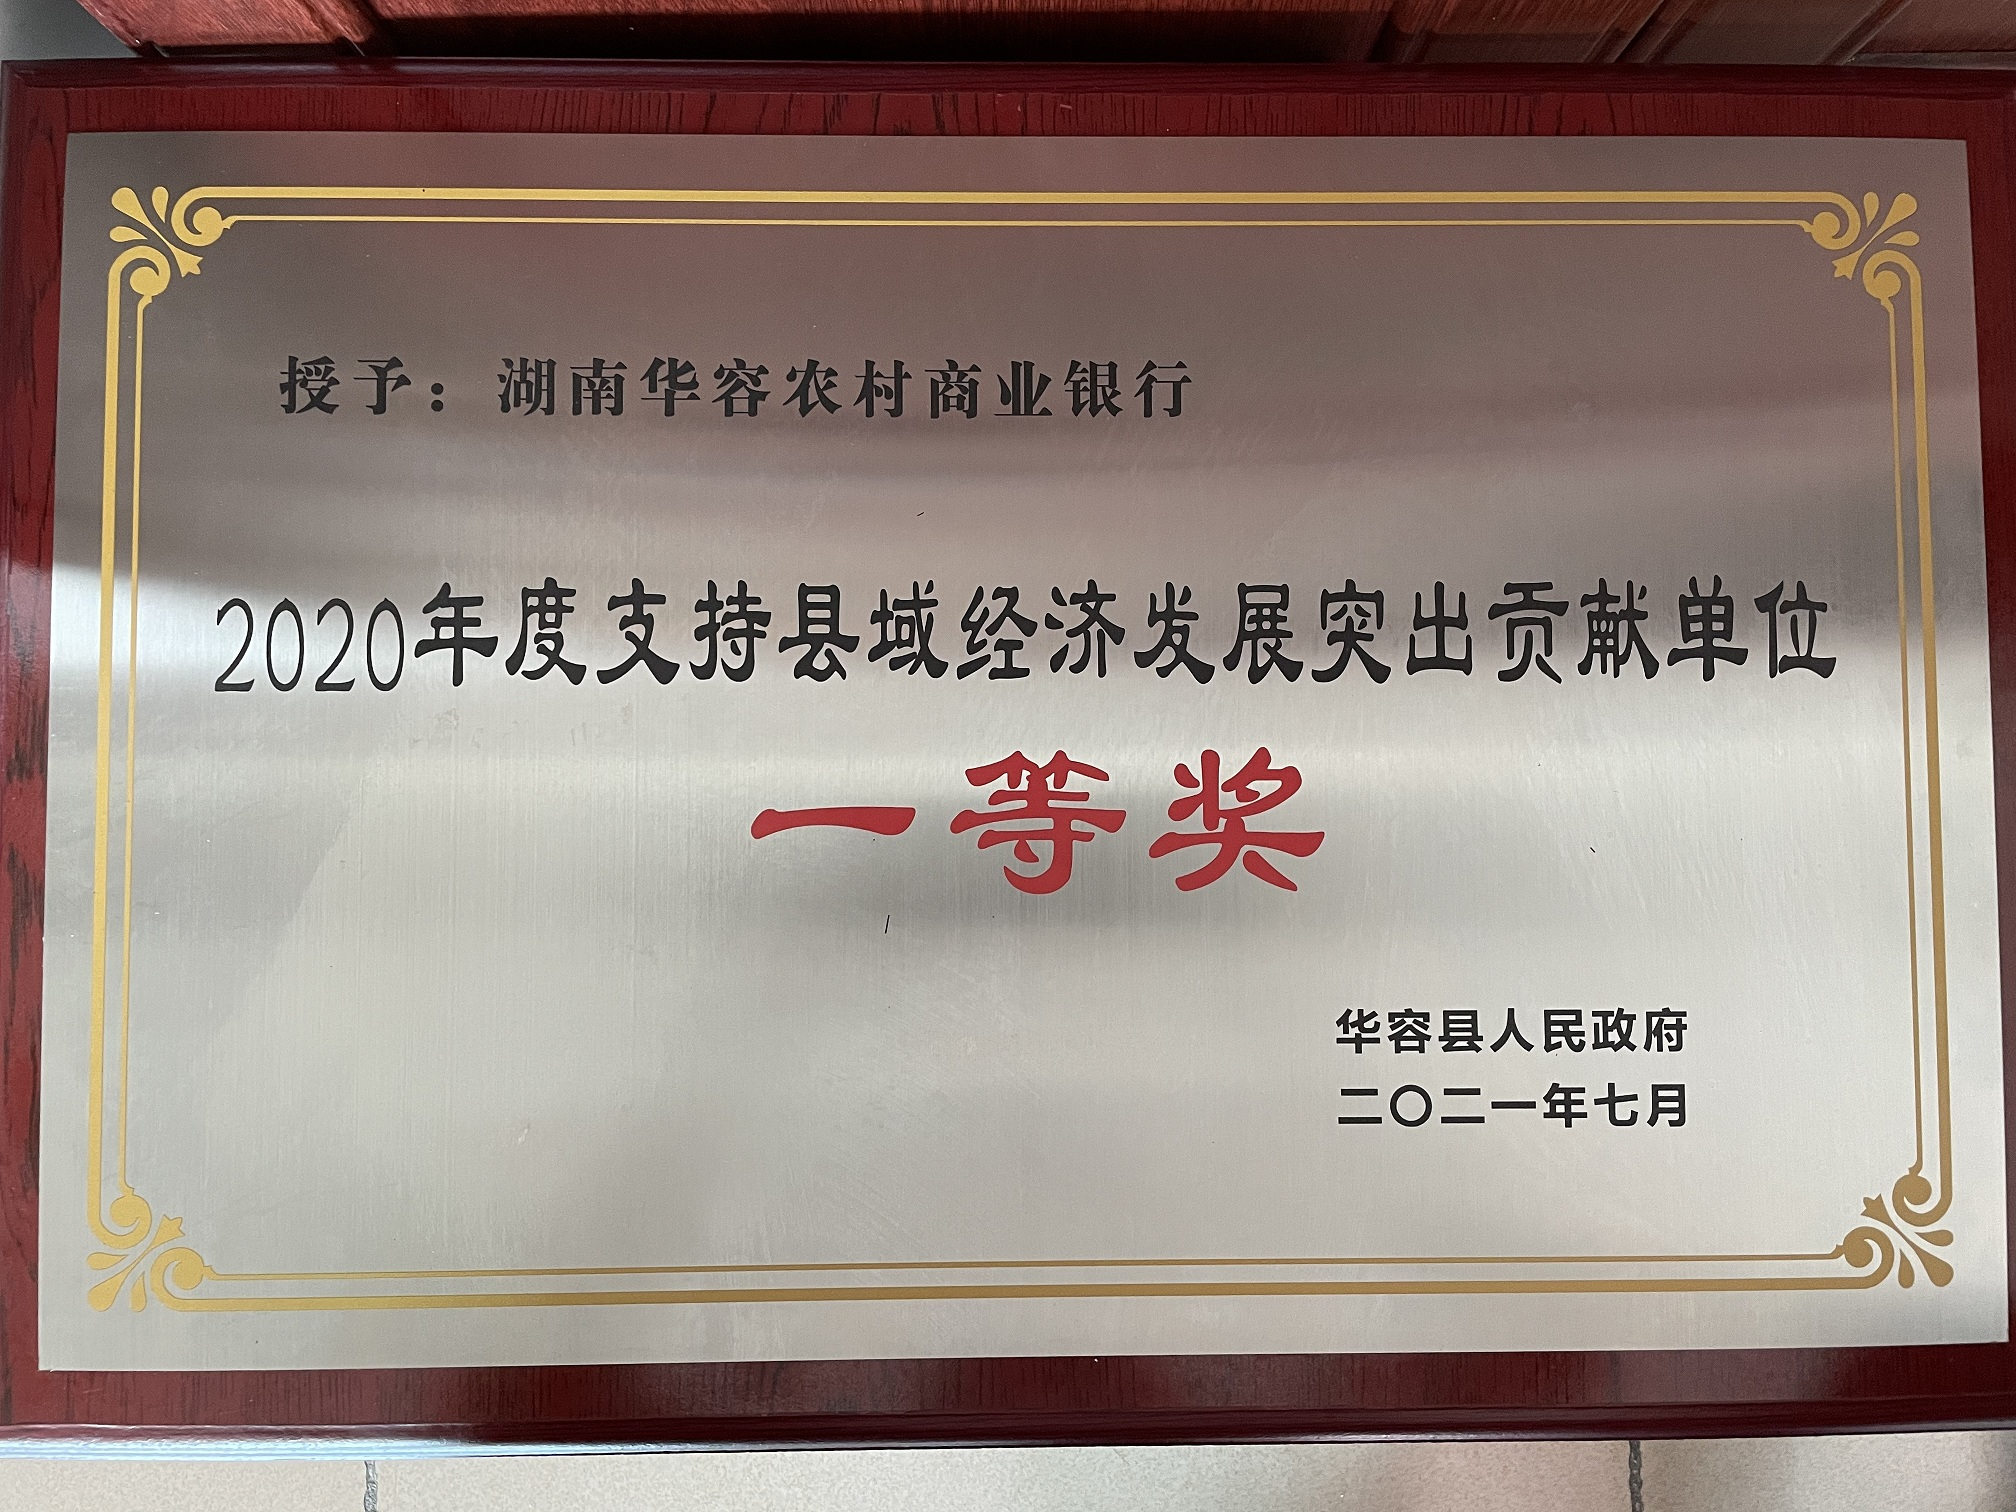 授予：湖南华容农村商业银行
2020年度支持县域经济发展突出贡献单位
一等奖
华容县人民政府
二〇二一年七月